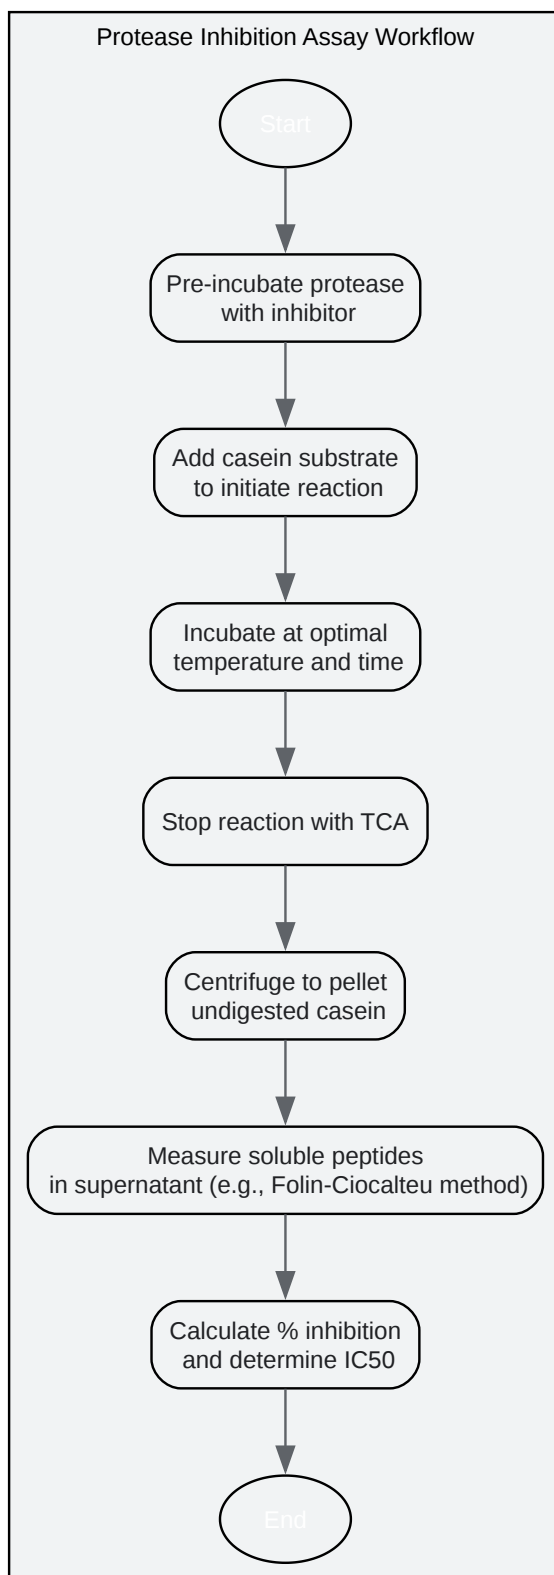 Protease Inhibition Assay Workflow
Start
Pre-incubate protease
with inhibitor
Add casein substrate
to initiate reaction
Incubate at optimal
temperature and time
Stop reaction with TCA
Centrifuge to pellet
undigested casein
Measure soluble peptides
in supernatant (e.g., Folin-Ciocalteu method)
Calculate % inhibition
and determine IC50
End